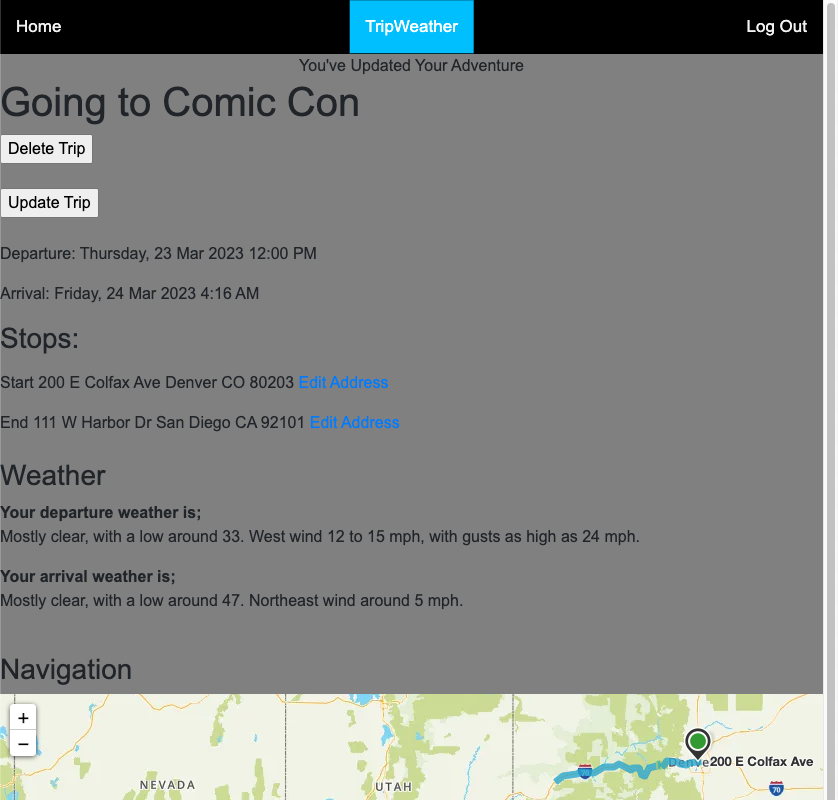 Home TripWeather Log Out
You've Updated Your Adventure
Going to Comic Con
Delete Trip
Update Trip
Departure: Thursday, 23 Mar 2023 12:00 PM
Arrival: Friday, 24 Mar 2023 4:16 AM
Stops:
Start 200 E Colfax Ave Denver CO 80203 Edit Address
End 111 W Harbor Dr San Diego CA 92101 Edit Address
Weather
Your departure weather is;
Mostly clear, with a low around 33. West wind 12 to 15 mph, with gusts as high as 24 mph.
Your arrival weather is;
Mostly clear, with a low around 47. Northeast wind around 5 mph.
Navigation
+
−
Denve 200 E Colfax Ave
70
NEVADA
UTAH
70